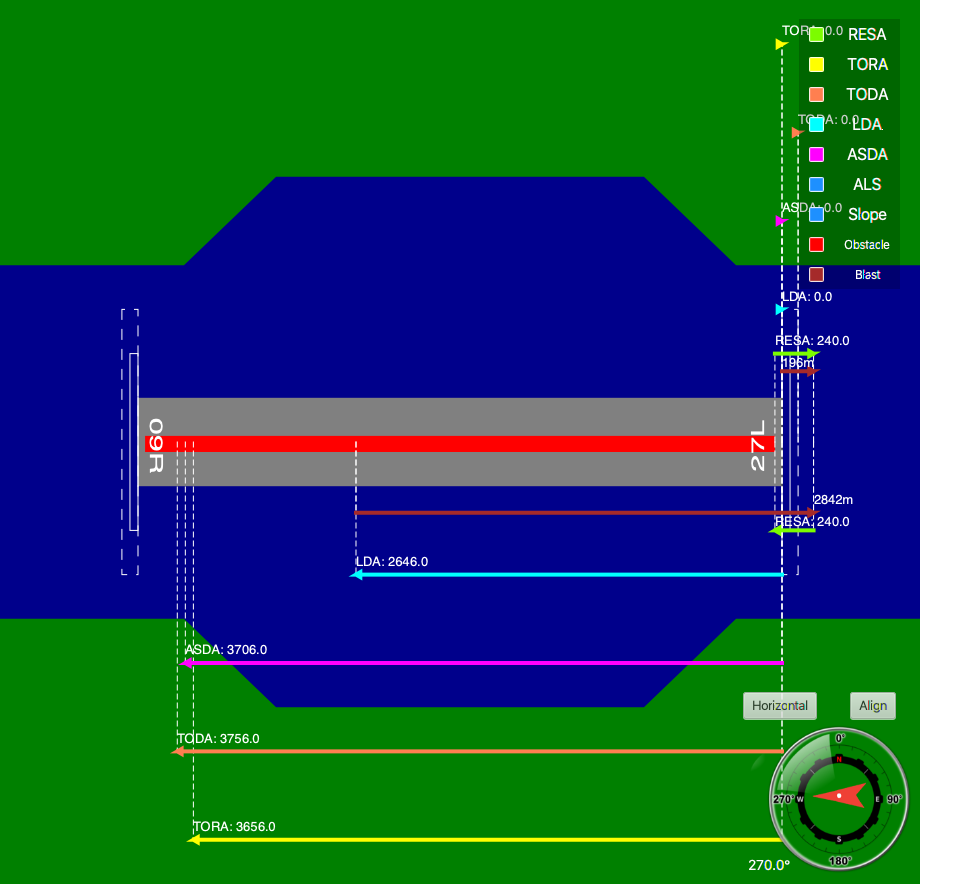 TORA: 0.0
RESA
TORA
TODA
TODA: 0.0
LDA
ASDA
ALS
ASDA: 0.0
Slope
Obstacle
Blast
LDA: 0.0
RESA: 240.0
196m
09R
27L
2842m
RESA: 240.0
LDA: 2646.0
ASDA: 3706.0
Horizontal
Align
TODA: 3756.0
0°
N
270°
W
E
90°
TORA: 3656.0
S
180°
270.0°